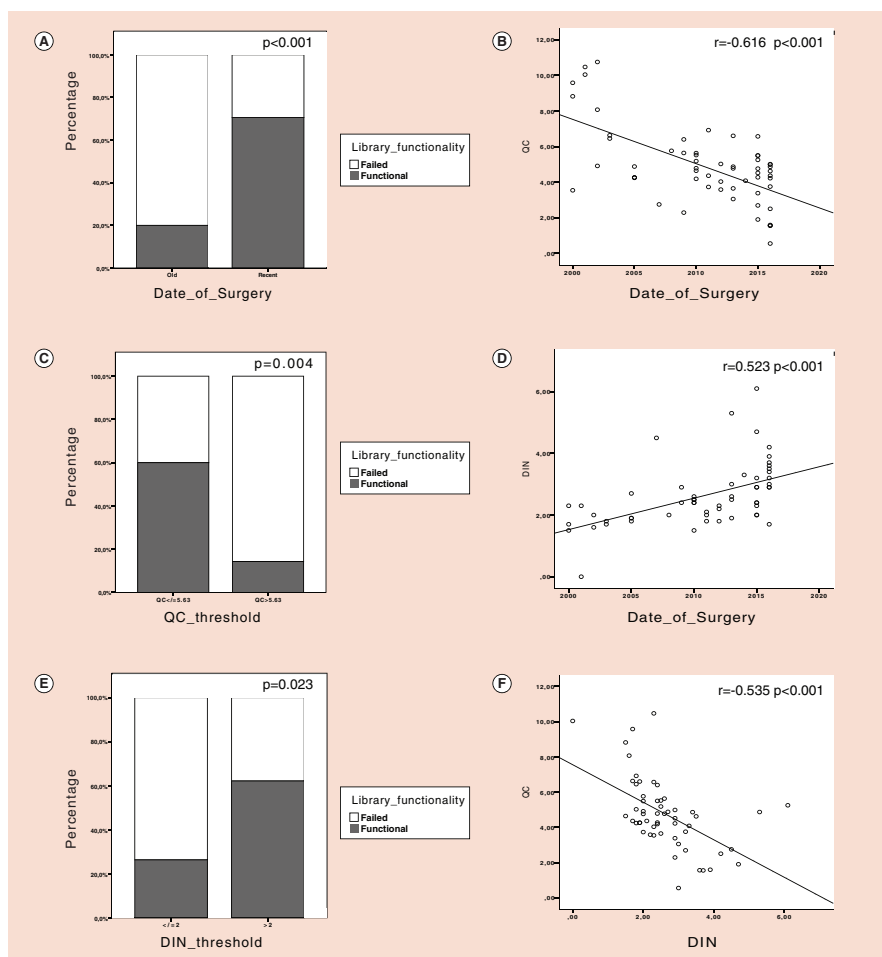 A
p<0.001
Percentage
100,0%
80,0%
60,0%
40,0%
20,0%
0,0%
Old
Recent
Date_of_Surgery
Library_functionality
Failed
Functional
B
r=-0.616 p<0.001
QC
12,00
10,00
8,00
6,00
4,00
2,00
,00
2000
2005
2010
2015
2020
Date_of_Surgery
C
p=0.004
Percentage
100,0%
80,0%
60,0%
40,0%
20,0%
0,0%
QC</=5.63
QC>5.63
QC_threshold
Library_functionality
Failed
Functional
D
r=0.523 p<0.001
DIN
6,00
4,00
2,00
,00
2000
2005
2010
2015
2020
Date_of_Surgery
E
p=0.023
Percentage
100,0%
80,0%
60,0%
40,0%
20,0%
0,0%
</=2
>2
DIN_threshold
Library_functionality
Failed
Functional
F
r=-0.535 p<0.001
QC
12,00
10,00
8,00
6,00
4,00
2,00
,00
,00
2,00
4,00
6,00
DIN